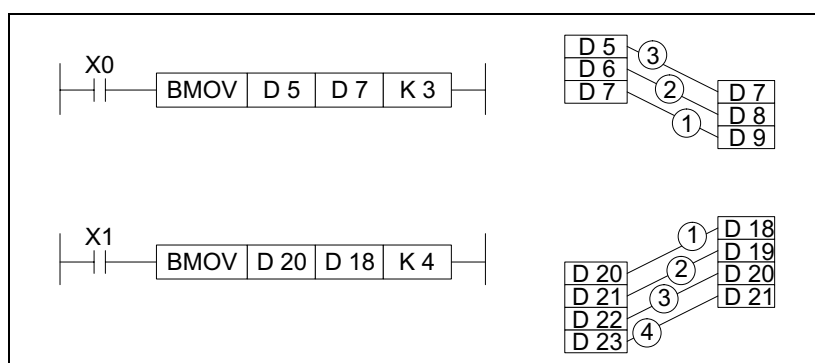 X0
BMOV D 5 D 7 K 3
D 5
D 6
D 7
3
2
1
D 7
D 8
D 9
X1
BMOV D 20 D 18 K 4
D 20
D 21
D 22
D 23
1
2
3
4
D 18
D 19
D 20
D 21